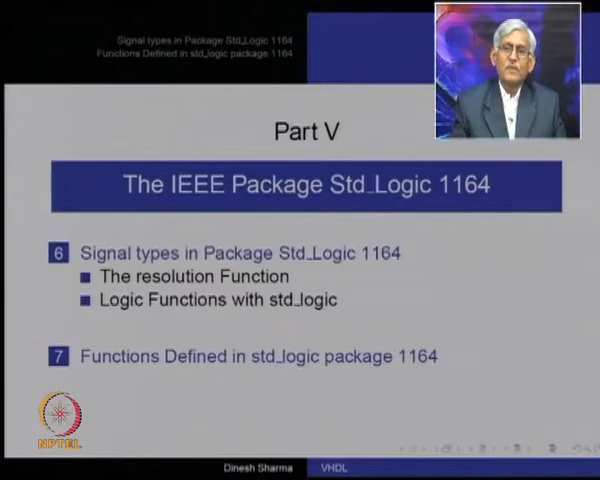 Signal types in Package Std_Logic 1164
Functions Defined in std_logic package 1164
Part V
The IEEE Package Std_Logic 1164
6 Signal types in Package Std_Logic 1164
The resolution Function
Logic Functions with std_logic
7 Functions Defined in std_logic package 1164
NPTEL
Dinesh Sharma VHDL